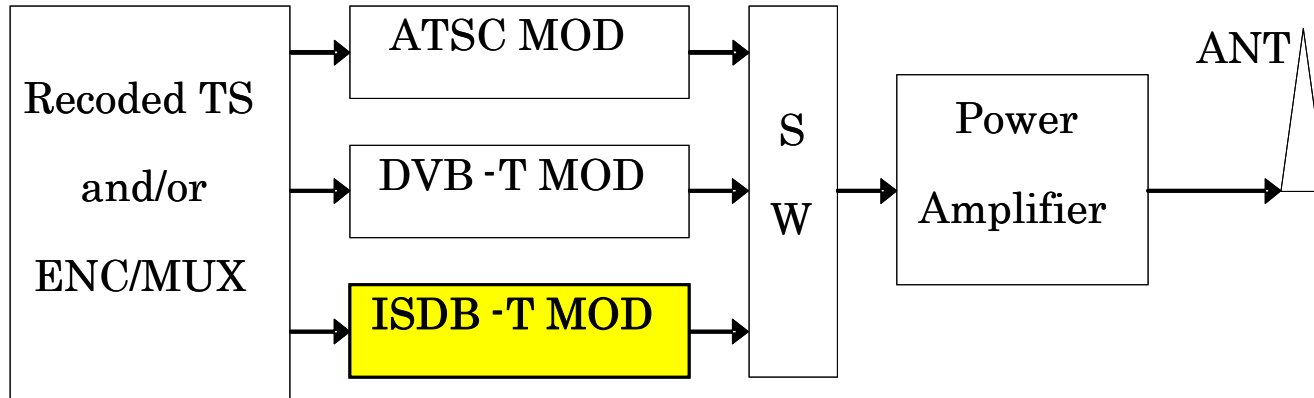 Recoded TS
and/or
ENC/MUX
ATSC MOD
DVB -T MOD
ISDB -T MOD
S
W
Power
Amplifier
ANT